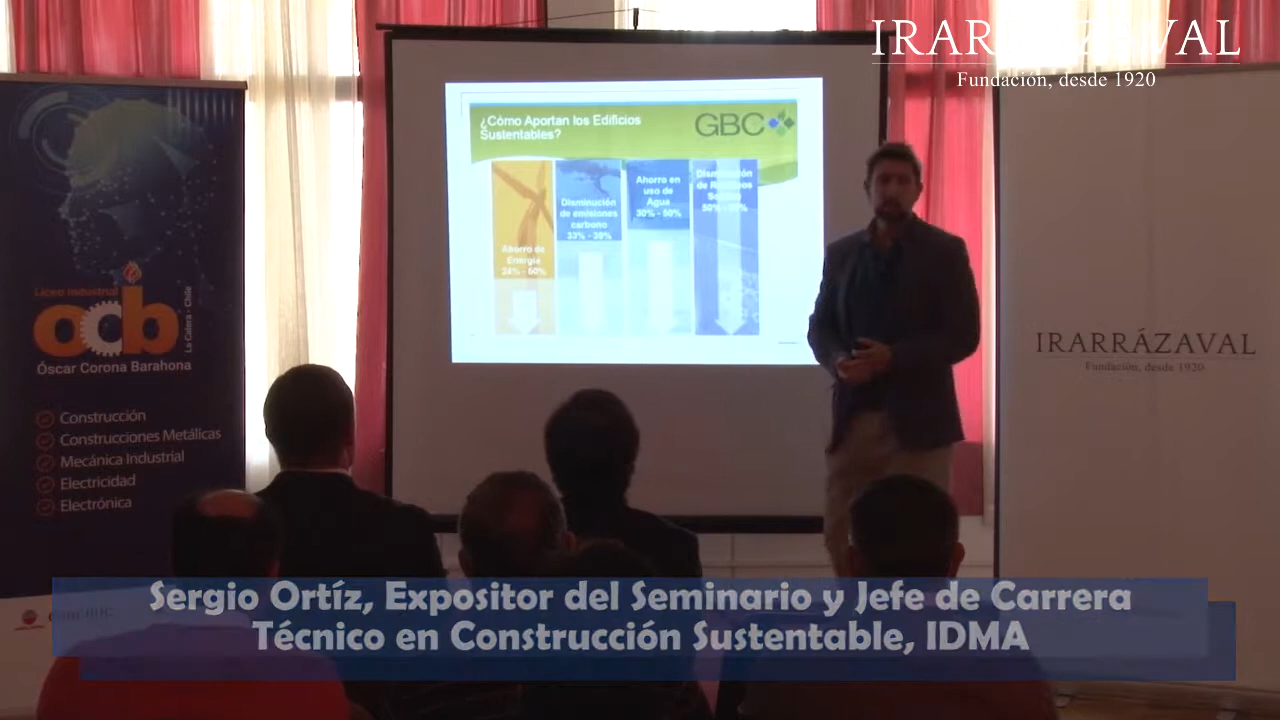 IRARRÁZAVAL
Fundación, desde 1920
¿Cómo Aportan los Edificios
Sustentables?
GBC
Ahorro de
Energía
24% - 50%
Disminución
de emisiones
carbono
33% - 39%
Ahorro en
uso de
Agua
30% - 50%
Disminución
de
50% -
Liceo Industrial
ocb
La Calera - Chile
Óscar Corona Barahona
Construcción
Construcciones Metálicas
Mecánica Industrial
Electricidad
Electrónica
IRARRÁZAVAL
Fundación, desde 1920
Sergio Ortíz, Expositor del Seminario y Jefe de Carrera
Técnico en Construcción Sustentable, IDMA